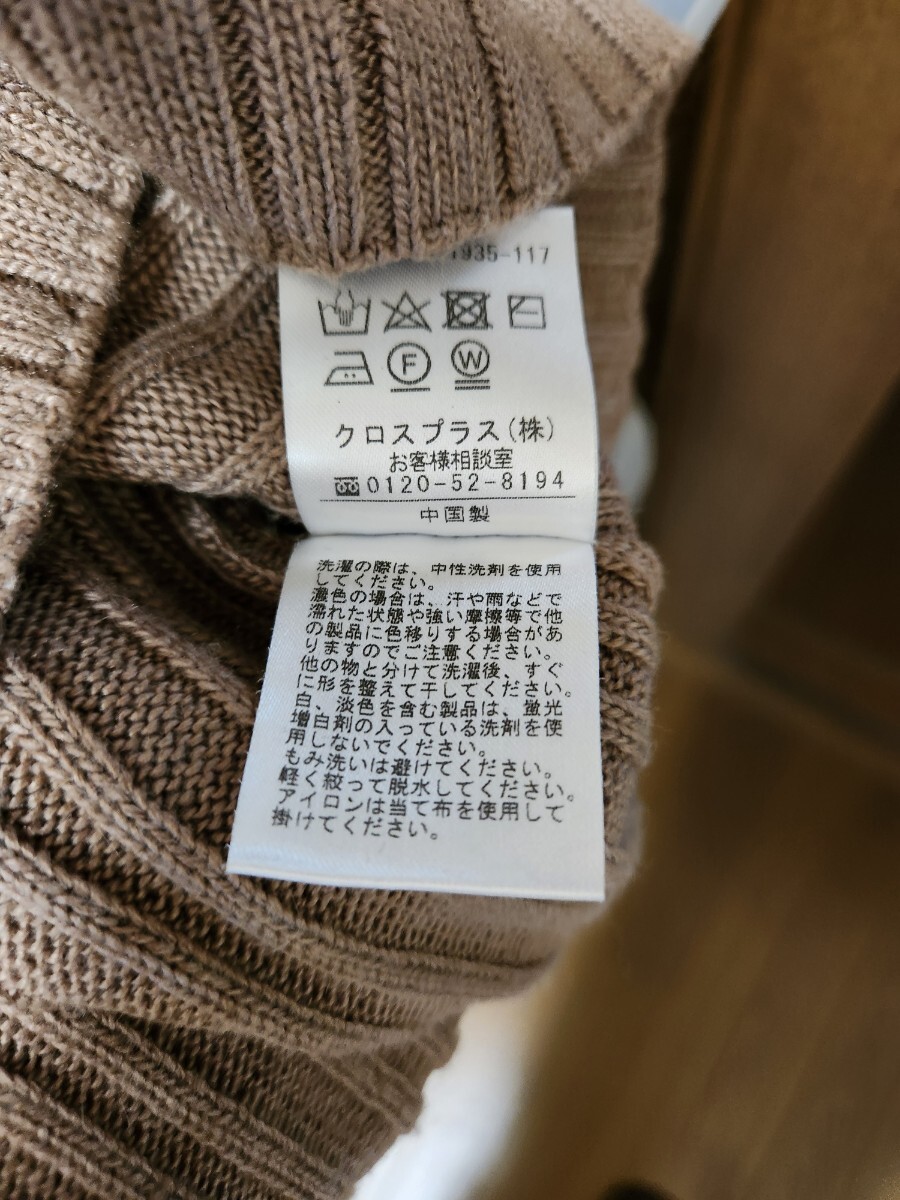 1935-117
F
W
クロスプラス(株)
お客様相談室
0120-52-8194
中国製
洗濯の際は、中性洗剤を使用
してください。
濃色の場合は、汗や雨などで
濡れた状態や強い摩擦等で他
の製品に色移りする場合があ
りますのでご注意ください。
他の物と分けて洗濯後、すぐ
に形を整えて干してください。
白、淡色を含む製品は、蛍光
増白剤の入っている洗剤を使
用しないでください。
もみ洗いは避けてください。
軽く絞って脱水してください。
アイロンは当て布を使用して
掛けてください。